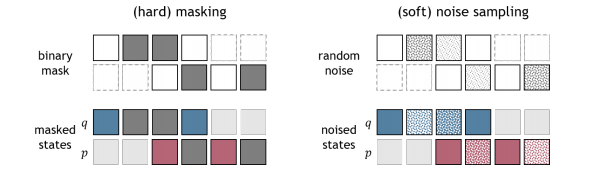 (hard) masking
(soft) noise sampling
binary
mask
random
noise
masked
states
q
p
noised
states
q
p